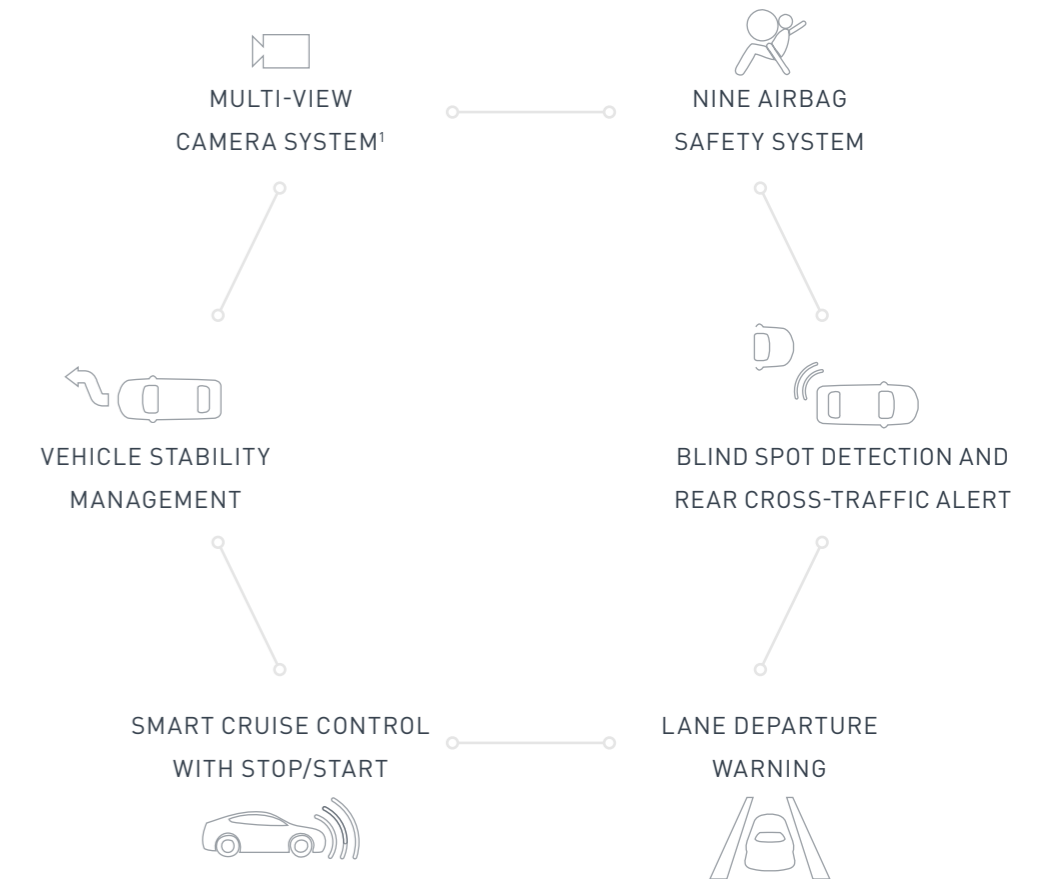 MULTI-VIEW
CAMERA SYSTEM¹
NINE AIRBAG
SAFETY SYSTEM
VEHICLE STABILITY
MANAGEMENT
BLIND SPOT DETECTION AND
REAR CROSS-TRAFFIC ALERT
SMART CRUISE CONTROL
WITH STOP/START
LANE DEPARTURE
WARNING